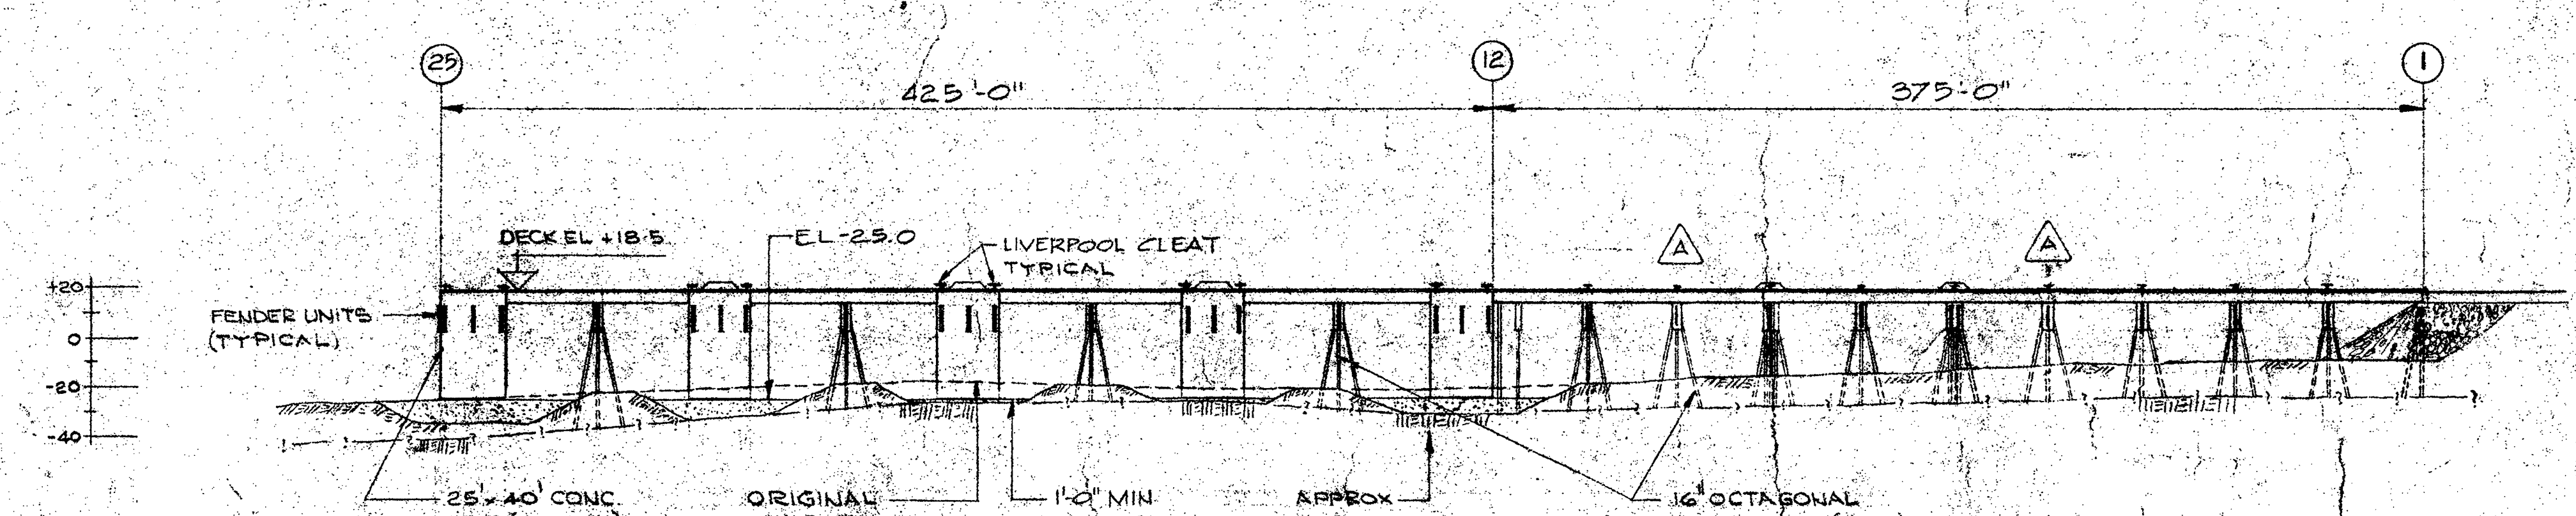 25
12
1
425'-0"
375'-0"
DECK EL +18.5
EL -25.0
LIVERPOOL CLEAT
TYPICAL
A
A
+20
0
-20
-40
FENDER UNITS
(TYPICAL)
25'x40' CONC.
ORIGINAL
1'-0" MIN
APPROX
16" OCTAGONAL
? ? ? ? ? ? ? ? ? ? ?